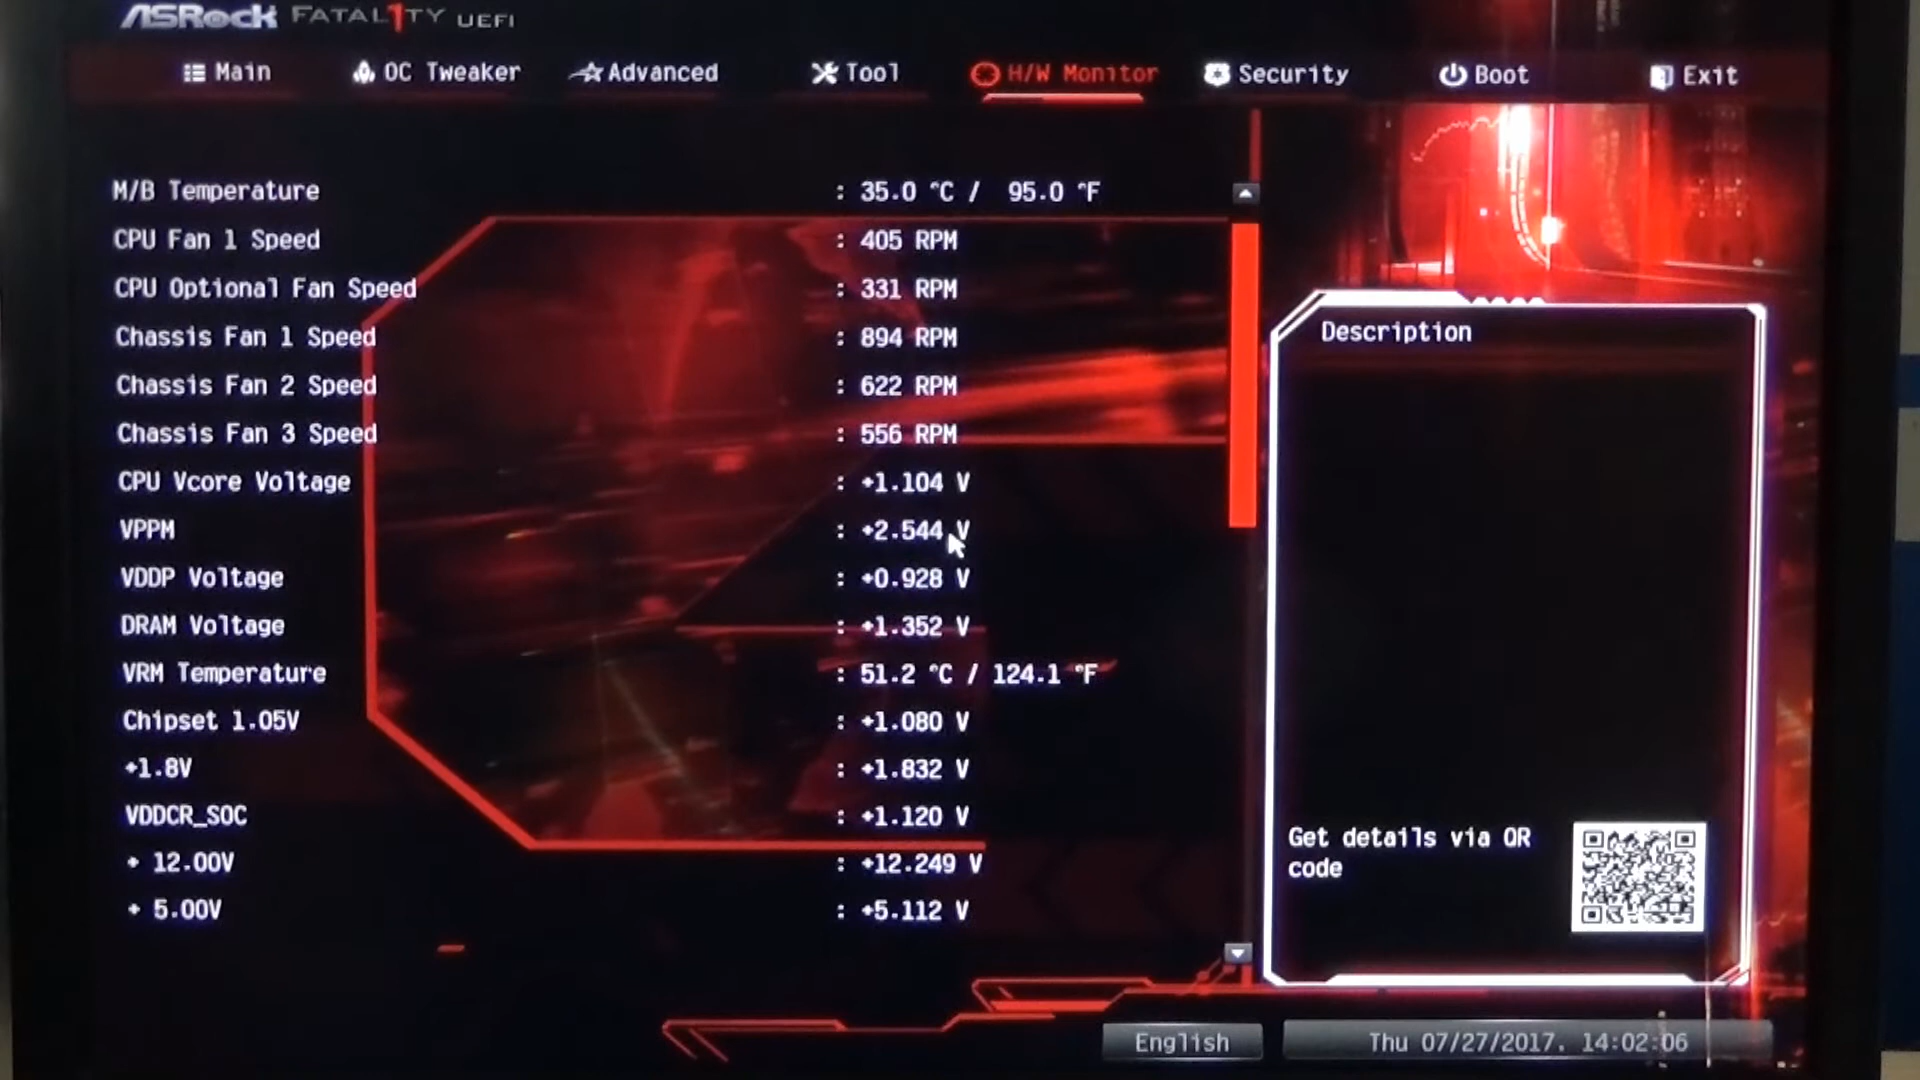 ASRock FATAL1TY UEFI
Main OC Tweaker Advanced Tool H/W Monitor Security Boot Exit
M/B Temperature : 35.0 °C / 95.0 °F
CPU Fan 1 Speed : 405 RPM
CPU Optional Fan Speed : 331 RPM
Chassis Fan 1 Speed : 894 RPM
Chassis Fan 2 Speed : 622 RPM
Chassis Fan 3 Speed : 556 RPM
CPU Vcore Voltage : +1.104 V
VPPM : +2.544 V
VDDP Voltage : +0.928 V
DRAM Voltage : +1.352 V
VRM Temperature : 51.2 °C / 124.1 °F
Chipset 1.05V : +1.080 V
+1.8V : +1.832 V
VDDCR_SOC : +1.120 V
+ 12.00V : +12.249 V
+ 5.00V : +5.112 V
Description
Get details via QR
code
English
Thu 07/27/2017. 14:02:06